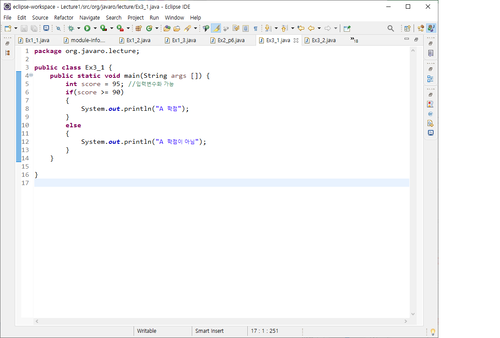 eclipse-workspace - Lecture1/src/org/javaro/lecture/Ex3_1.java - Eclipse IDE
File Edit Source Refactor Navigate Search Project Run Window Help
Ex1_1.java module-info.... Ex1_2.java Ex1_3.java Ex2_p6.java Ex3_1.java Ex3_2.java
1 package org.javaro.lecture;
2
3 public class Ex3_1 {
4 public static void main(String args []) {
5 int score = 95; //입력변수화 가능
6 if(score >= 90)
7 {
8 System.out.println("A 학점");
9 }
10 else
11 {
12 System.out.println("A 학점이 아님");
13 }
14 }
15
16 }
17
Writable Smart Insert 17 : 1 : 251